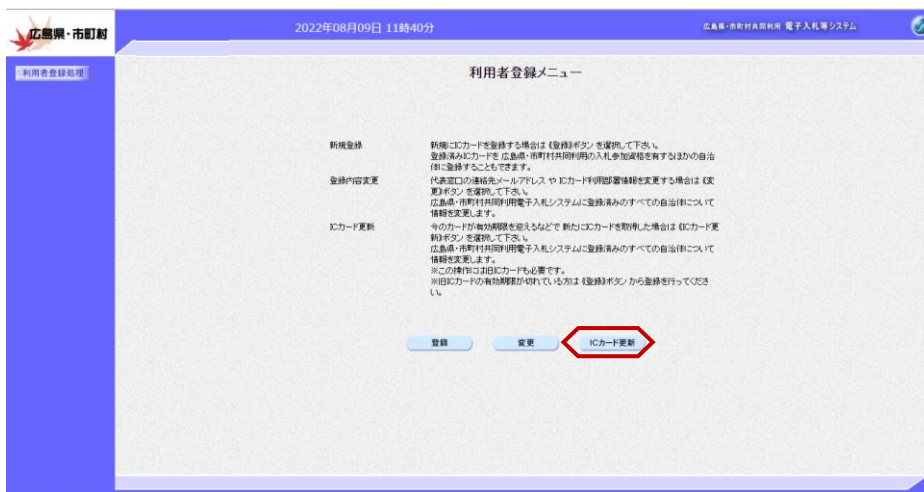 広島県・市町村
2022年08月09日 11時40分
広島県・市町村共同利用 電子入札等システム
利用者登録処理
利用者登録メニュー
新規登録
新規にICカードを登録する場合は《登録》ボタン を選択して下さい。
登録済みICカードを 広島県・市町村共同利用の入札参加資格を有するほかの自治
体に登録することもできます。
登録内容変更
代表窓口の連絡先メールアドレス や ICカード利用部署情報を変更する場合は《変
更》ボタン を選択して下さい。
広島県・市町村共同利用電子入札システムに登録済みのすべての自治体について
情報を変更します。
ICカード更新
今のカードが有効期限を迎えるなどで 新たにICカードを取得した場合は《ICカード更
新》ボタン を選択して下さい。
広島県・市町村共同利用電子入札システムに登録済みのすべての自治体について
情報を変更します。
※この操作には旧ICカードも必要です。
※旧ICカードの有効期限が切れている方は《登録》ボタン から登録を行ってくださ
い。
登録
変更
ICカード更新